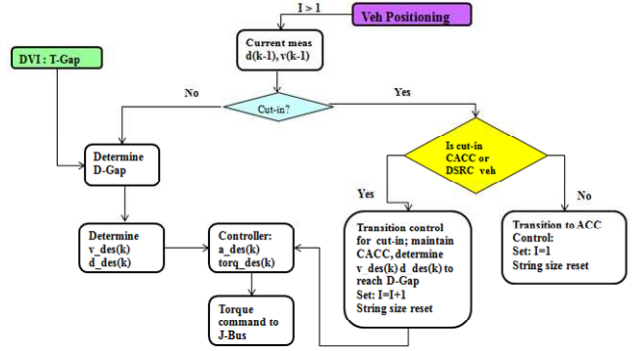 I > 1
Veh Positioning
Current meas
d(k-1), v(k-1)
DVI : T-Gap
No
Cut-in?
Yes
Determine
D-Gap
Is cut-in
CACC or
DSRC veh
Yes
No
Determine
v_des(k)
d_des(k)
Controller:
a_des(k)
torq_des(k)
Transition control
for cut-in; maintain
CACC, determine
v_des(k) d_des(k) to
reach D-Gap
Set: I=I+1
String size reset
Transition to ACC
Control:
Set: I=1
String size reset
Torque
command to
J-Bus